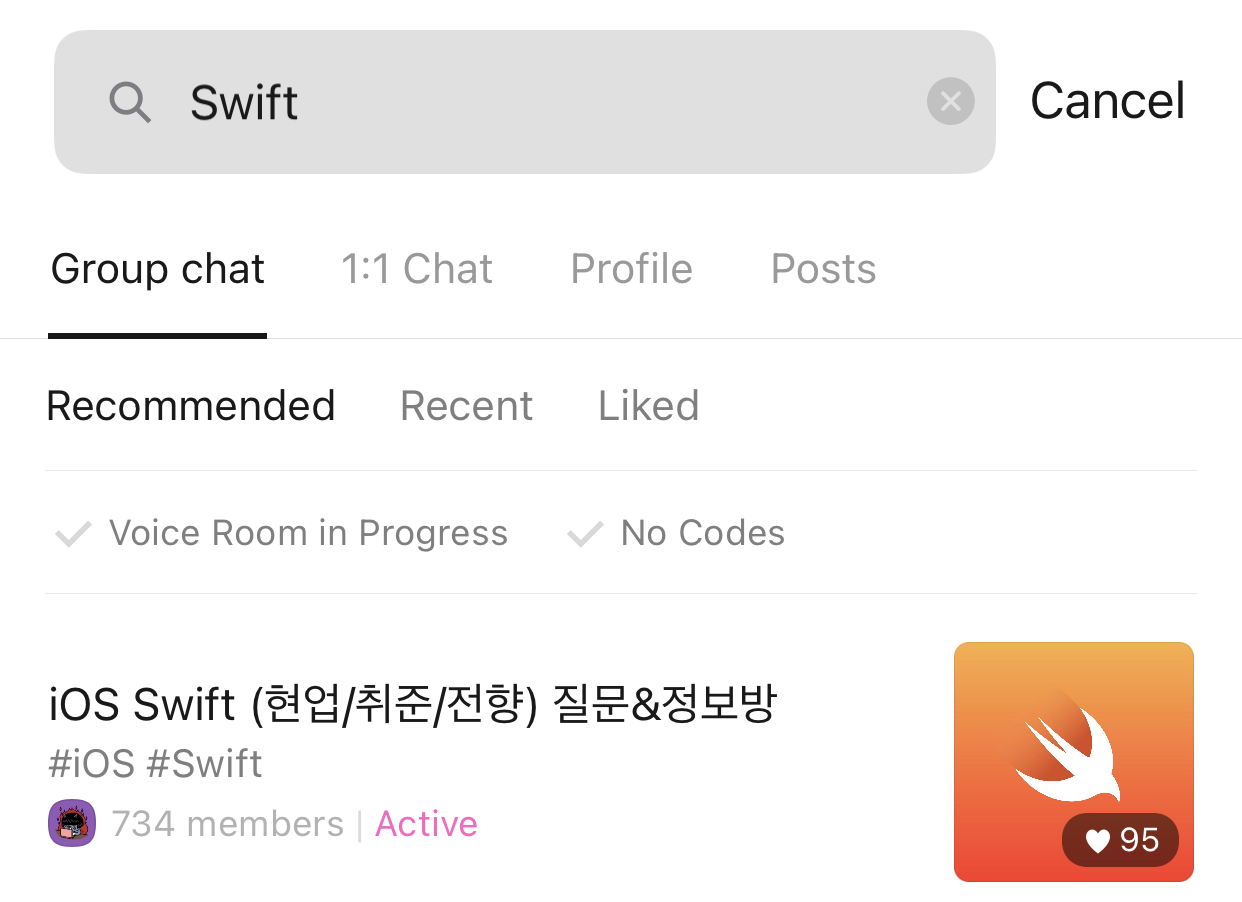 Swift Cancel
Group chat 1:1 Chat Profile Posts
Recommended Recent Liked
Voice Room in Progress No Codes
iOS Swift (현업/취준/전향) 질문&정보방
#iOS #Swift
734 members | Active
95